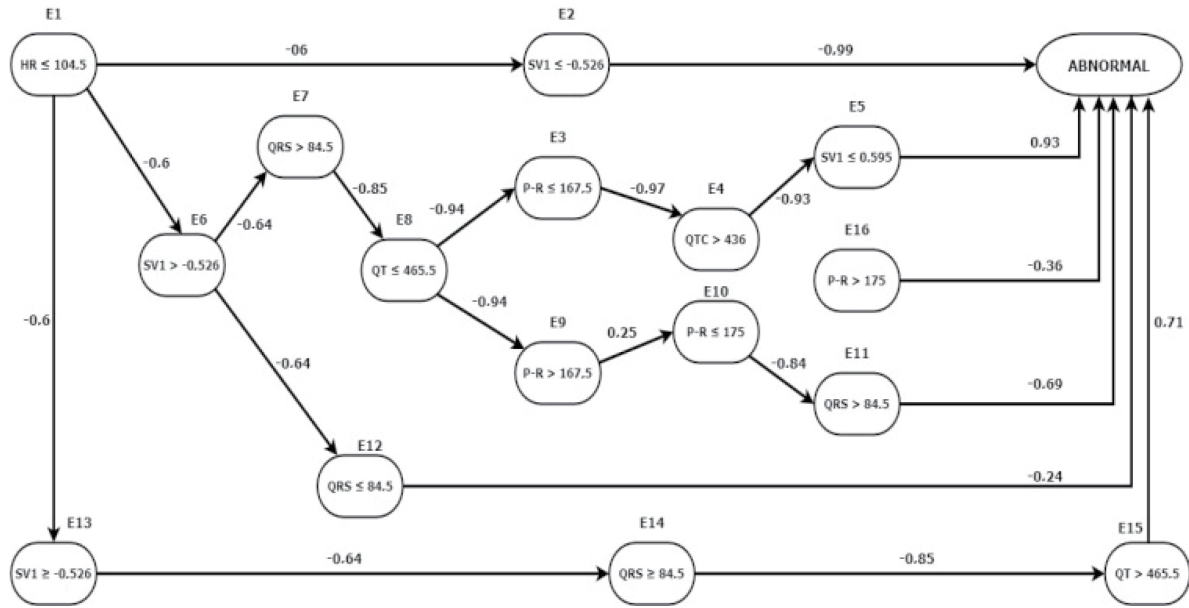 E1
E2
-06
-0.99
HR ≤ 104.5
SV1 ≤ -0.526
ABNORMAL
E7
E5
QRS > 84.5
E3
0.93
-0.6
-0.85
P-R ≤ 167.5
-0.97
E4
SV1 ≤ 0.595
E6
-0.64
E8
-0.94
-0.93
QTC > 436
E16
SV1 > -0.526
QT ≤ 465.5
-0.36
P-R > 175
E10
-0.6
-0.94
E9
0.25
P-R ≤ 175
0.71
-0.64
P-R > 167.5
-0.84
E11
-0.69
QRS > 84.5
E12
-0.24
QRS ≤ 84.5
E13
E14
E15
-0.64
-0.85
SV1 ≥ -0.526
QRS ≥ 84.5
QT > 465.5